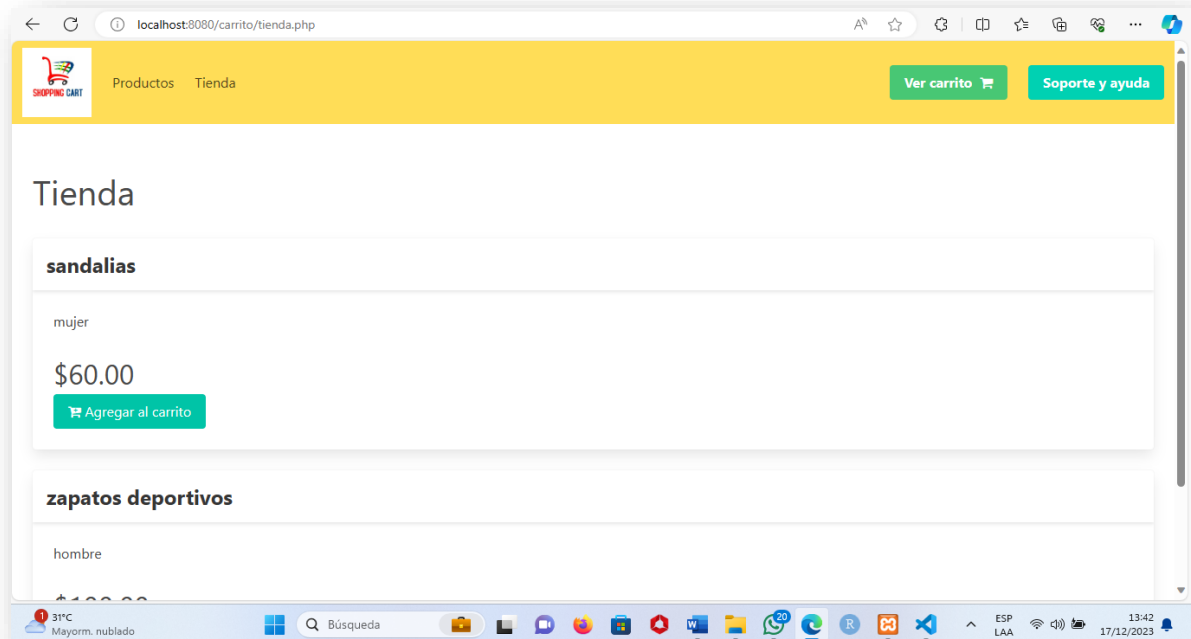 localhost:8080/carrito/tienda.php
SHOPPING CART
Productos
Tienda
Ver carrito
Soporte y ayuda
Tienda
sandalias
mujer
$60.00
Agregar al carrito
zapatos deportivos
hombre
1
31°C
Mayorm. nublado
Búsqueda
20
R
ESP
LAA
13:42
17/12/2023